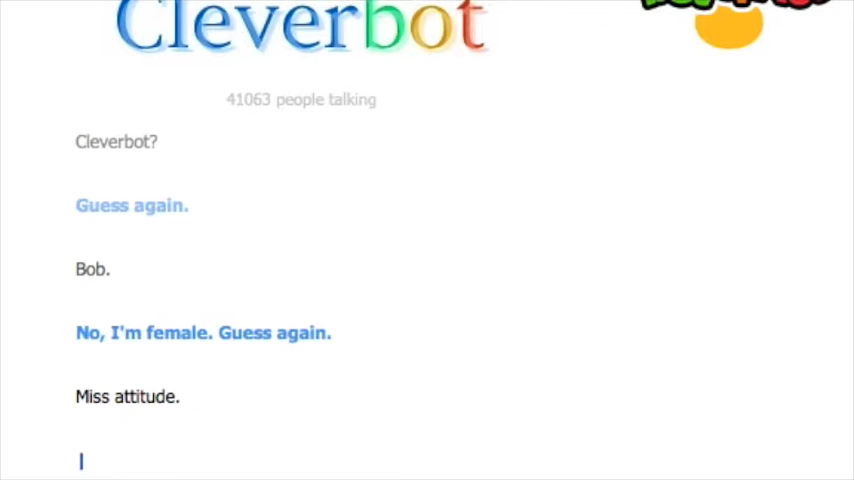 Cleverbot
41063 people talking
Cleverbot?
Guess again.
Bob.
No, I'm female. Guess again.
Miss attitude.